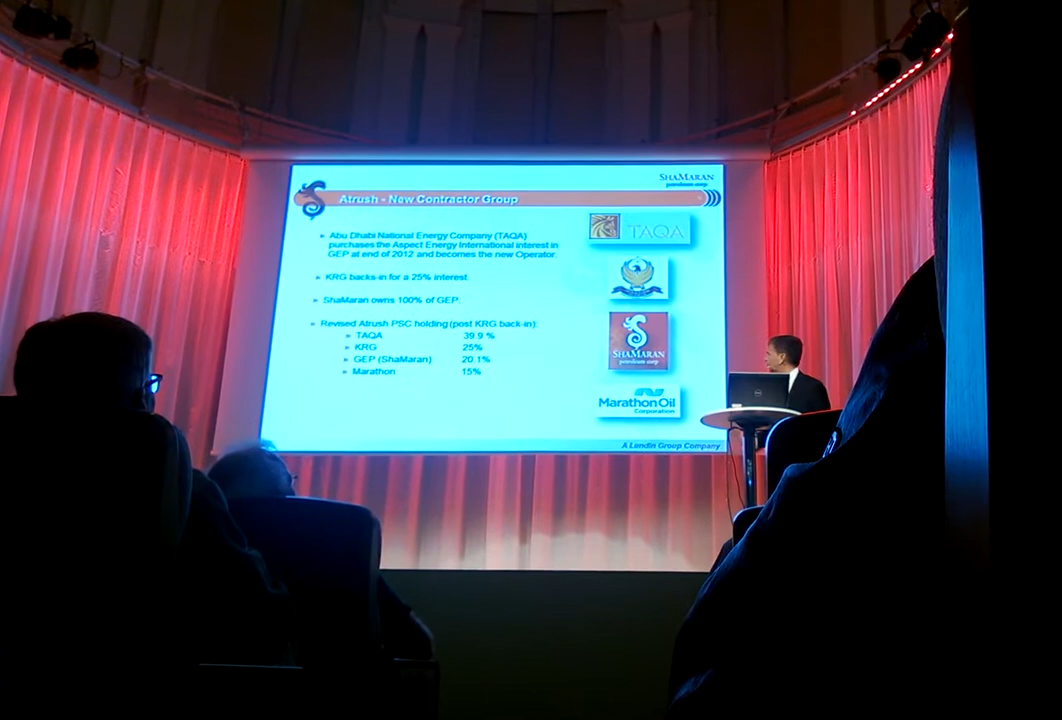 SHAMARAN
petroleum corp
Atrush - New Contractor Group
» Abu Dhabi National Energy Company (TAQA)
purchases the Aspect Energy International interest in
GEP at end of 2012 and becomes the new Operator.
» KRG backs-in for a 25% interest.
» ShaMaran owns 100% of GEP.
» Revised Atrush PSC holding (post KRG back-in):
» TAQA 39.9 %
» KRG 25%
» GEP (ShaMaran) 20.1%
» Marathon 15%
TAQA
SHAMARAN
petroleum corp
MarathonOil
Corporation
A Lundin Group Company
DELL